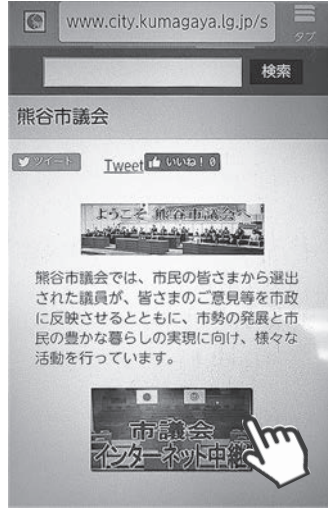 www.city.kumagaya.lg.jp/s
タブ
検索
熊谷市議会
ツイート
Tweet
いいね! 0
ようこそ 熊谷市議会へ
熊谷市議会では、市民の皆さまから選出
された議員が、皆さまのご意見等を市政
に反映させるとともに、市勢の発展と市
民の豊かな暮らしの実現に向け、様々な
活動を行っています。
市議会
インターネット中継